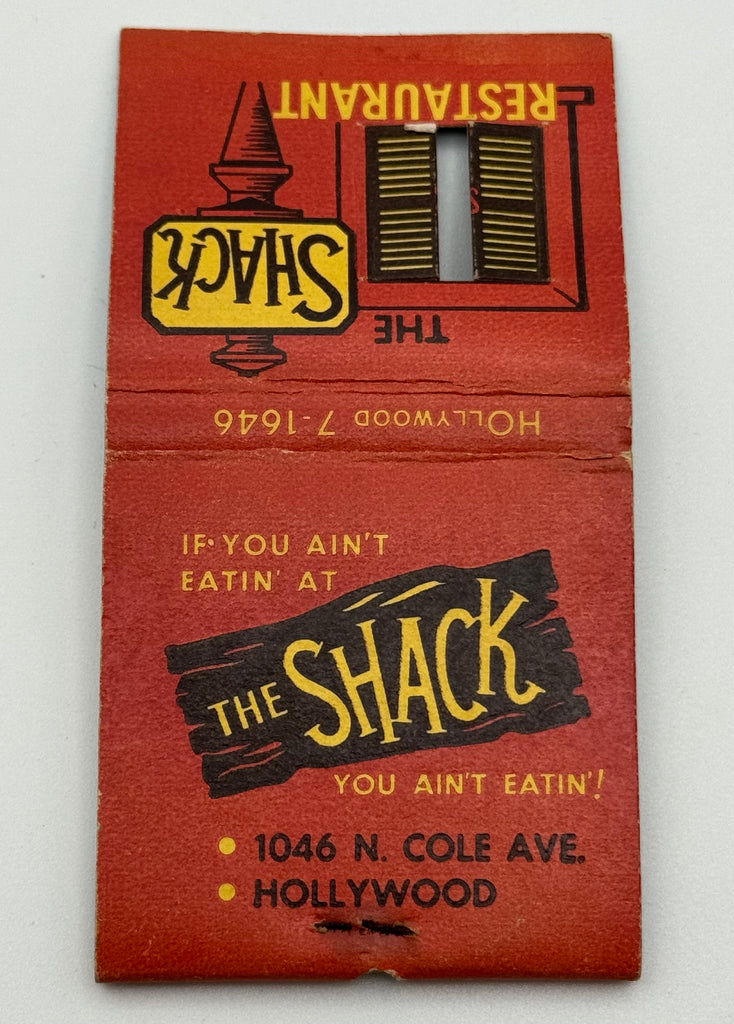 RESTAURANT
SHACK
THE
HOLLYWOOD 7-1646
IF YOU AIN'T
EATIN' AT
THE SHACK
YOU AIN'T EATIN'!
1046 N. COLE AVE.
HOLLYWOOD